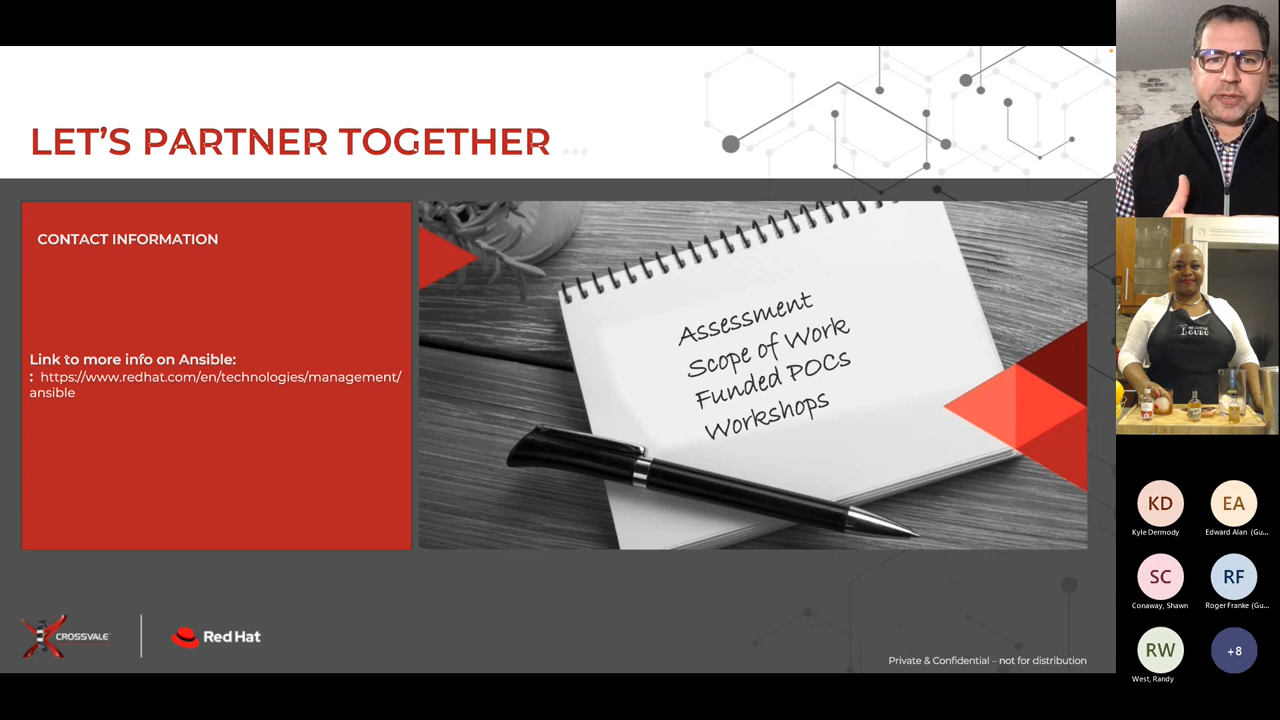 LET'S PARTNER TOGETHER
CONTACT INFORMATION
Link to more info on Ansible:
: https://www.redhat.com/en/technologies/management/
ansible
Assessment
Scope of Work
Funded POCs
Workshops
CROSSVALE
Red Hat
Private & Confidential – not for distribution
GURU
KD
EA
Kyle Dermody
Edward Alan (Gu...
SC
RF
Conaway, Shawn
Roger Franke (Gu...
RW
+8
West, Randy